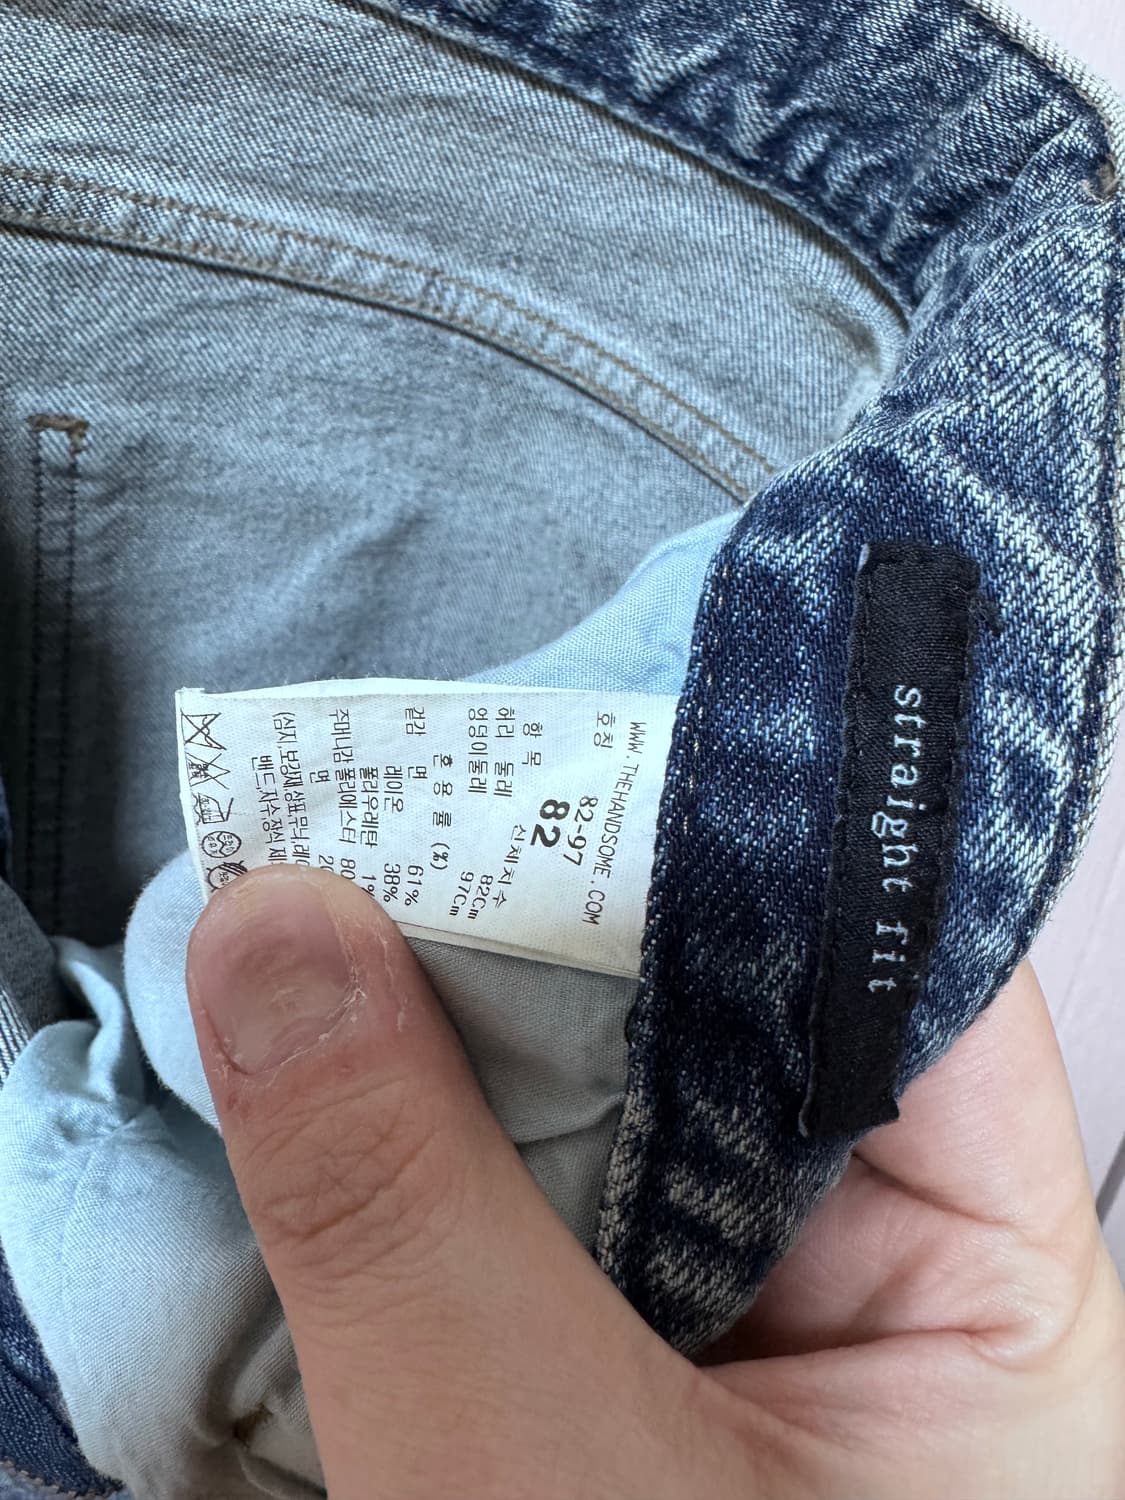 WWW.THEHANDSOME.COM
호칭 82-97
82
항 목 신체치수
허리 둘레 82Cm
엉덩이둘레 97Cm
혼 용 률 (%)
겉감 면 61%
레이온 38%
폴리우레탄 1%
주머니감 폴리에스터 80
면
straight fit